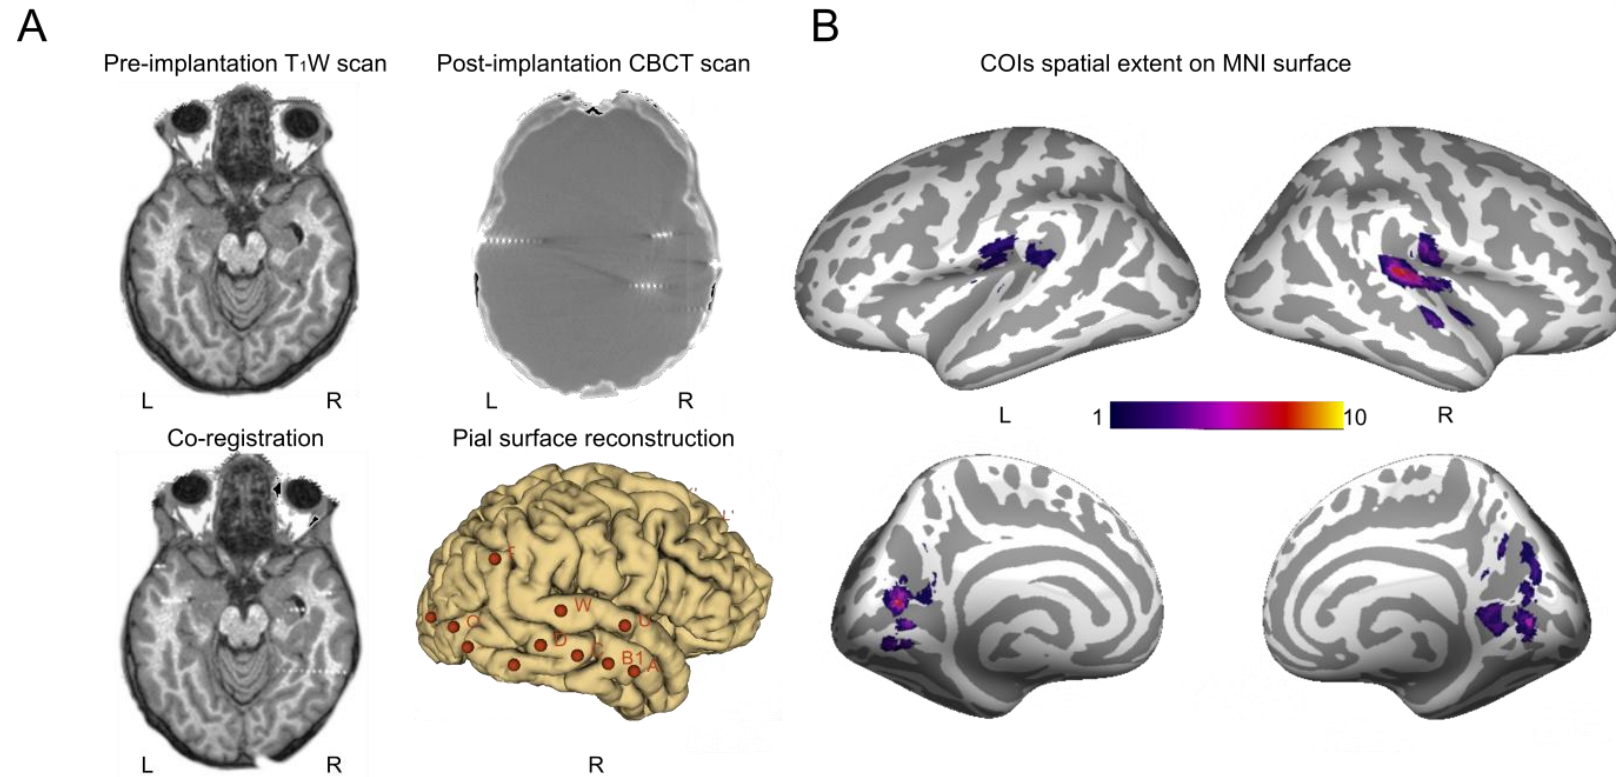 A
B
Pre-implantation T1W scan
Post-implantation CBCT scan
COIs spatial extent on MNI surface
L
R
L
R
L
1
10
R
Co-registration
Pial surface reconstruction
L'
F
W
O
U
D
C
B1
A
L
R
R